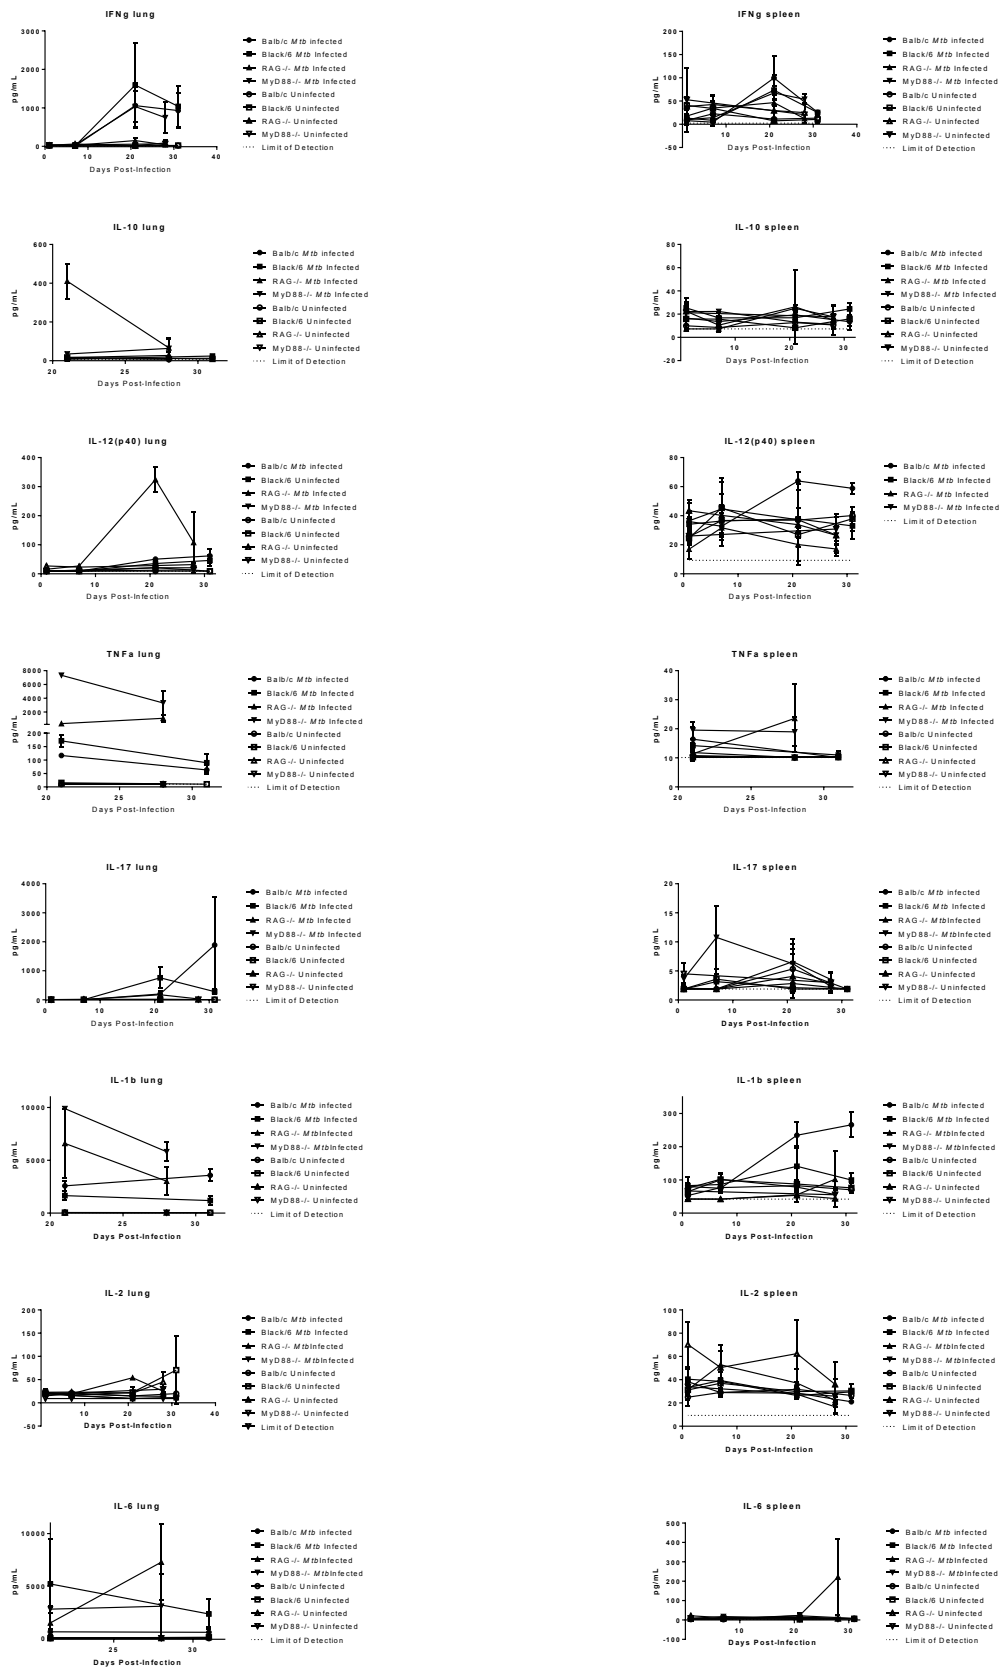 IFNg lung
3000
2000
1000
0
pg/mL
0 10 20 30 40
Days Post-Infection
Balb/c Mtb infected
Black/6 Mtb Infected
RAG-/- Mtb Infected
MyD88-/- Mtb Infected
Balb/c Uninfected
Black/6 Uninfected
RAG-/- Uninfected
MyD88-/- Uninfected
Limit of Detection
IFNg spleen
200
150
100
50
0
-50
pg/mL
0 10 20 30 40
Days Post-Infection
Balb/c Mtb infected
Black/6 Mtb Infected
RAG-/- Mtb Infected
MyD88-/- Mtb Infected
Balb/c Uninfected
Black/6 Uninfected
RAG-/- Uninfected
MyD88-/- Uninfected
Limit of Detection
IL-10 lung
600
400
200
0
pg/mL
20 25 30
Days Post-Infection
Balb/c Mtb infected
Black/6 Mtb Infected
RAG-/- Mtb Infected
MyD88-/- Mtb Infected
Balb/c Uninfected
Black/6 Uninfected
RAG-/- Uninfected
MyD88-/- Uninfected
Limit of Detection
IL-10 spleen
80
60
40
20
0
-20
pg/mL
10 20 30
Days Post-Infection
Balb/c Mtb infected
Black/6 Mtb Infected
RAG-/- Mtb Infected
MyD88-/- Mtb Infected
Balb/c Uninfected
Black/6 Uninfected
RAG-/- Uninfected
MyD88-/- Uninfected
Limit of Detection
IL-12(p40) lung
400
300
200
100
0
pg/mL
0 10 20 30
Days Post-Infection
Balb/c Mtb infected
Black/6 Uninfected
RAG-/- Mtb Infected
MyD88-/- Mtb Infected
Balb/c Uninfected
Black/6 Uninfected
RAG-/- Uninfected
MyD88-/- Uninfected
Limit of Detection
IL-12(p40) spleen
80
60
40
20
0
pg/mL
0 10 20 30
Days Post-Infection
Balb/c Mtb infected
Black/6 Mtb Infected
RAG-/- Mtb Infected
MyD88-/- Mtb Infected
Limit of Detection
TNFa lung
8000
6000
4000
2000
200
150
100
50
0
pg/mL
20 25 30
Days Post-Infection
Balb/c Mtb infected
Black/6 Mtb Infected
RAG-/- Mtb Infected
MyD88-/- Mtb Infected
Balb/c Uninfected
Black/6 Uninfected
RAG-/- Uninfected
MyD88-/- Uninfected
Limit of Detection
TNFa spleen
40
30
20
10
0
pg/mL
20 25 30
Days Post-Infection
Balb/c Mtb infected
Black/6 Mtb Infected
RAG-/- Mtb Infected
MyD88-/- Mtb Infected
Balb/c Uninfected
Black/6 Uninfected
RAG-/- Uninfected
MyD88-/- Uninfected
Limit of Detection
IL-17 lung
4000
3000
2000
1000
0
pg/mL
0 10 20 30
Days Post-Infection
Balb/c Mtb infected
Black/6 Mtb Infected
RAG-/- Mtb Infected
MyD88-/- Mtb Infected
Balb/c Uninfected
Black/6 Uninfected
RAG-/- Uninfected
MyD88-/- Uninfected
Limit of Detection
IL-17 spleen
20
15
10
5
0
pg/mL
0 10 20 30
Days Post-Infection
Balb/c Mtb infected
Black/6 Mtb Infected
RAG-/- MtbInfected
MyD88-/- MtbInfected
Balb/c Uninfected
Black/6 Uninfected
RAG-/- Uninfected
MyD88-/- Uninfected
Limit of Detection
IL-1b lung
10000
5000
0
pg/mL
20 25 30
Days Post-Infection
Balb/c Mtb infected
Black/6 Mtb Infected
RAG-/- MtbInfected
MyD88-/- MtbInfected
Balb/c Uninfected
Black/6 Uninfected
RAG-/- Uninfected
MyD88-/- Uninfected
Limit of Detection
IL-1b spleen
300
200
100
0
pg/mL
0 10 20 30
Days Post-Infection
Balb/c Mtb infected
Black/6 Mtb Infected
RAG-/- MtbInfected
MyD88-/- MtbInfected
Balb/c Uninfected
Black/6 Uninfected
RAG-/- Uninfected
MyD88-/- Uninfected
Limit of Detection
IL-2 lung
200
150
100
50
0
-50
pg/mL
10 20 30 40
Days Post-Infection
Balb/c Mtb infected
Black/6 Mtb Infected
RAG-/- MtbInfected
MyD88-/- MtbInfected
Balb/c Uninfected
Black/6 Uninfected
RAG-/- Uninfected
MyD88-/- Uninfected
Limit of Detection
IL-2 spleen
100
80
60
40
20
0
pg/mL
0 10 20 30
Days Post-Infection
Balb/c Mtb infected
Black/6 Mtb Infected
RAG-/- MtbInfected
MyD88-/- MtbInfected
Balb/c Uninfected
Black/6 Uninfected
RAG-/- Uninfected
MyD88-/- Uninfected
Limit of Detection
IL-6 lung
10000
5000
0
pg/mL
25 30
Days Post-Infection
Balb/c Mtb infected
Black/6 Mtb Infected
RAG-/- MtbInfected
MyD88-/- MtbInfected
Balb/c Uninfected
Black/6 Uninfected
RAG-/- Uninfected
MyD88-/- Uninfected
Limit of Detection
IL-6 spleen
500
400
300
200
100
0
-100
pg/mL
10 20 30
Days Post-Infection
Balb/c Mtb infected
Black/6 Mtb Infected
RAG-/- MtbInfected
MyD88-/- MtbInfected
Balb/c Uninfected
Black/6 Uninfected
RAG-/- Uninfected
MyD88-/- Uninfected
Limit of Detection